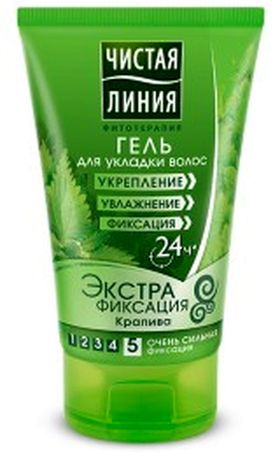 ЧИСТАЯ
ЛИНИЯ
ФИТОТЕРАПИЯ
ГЕЛЬ
для укладки волос
УКРЕПЛЕНИЕ
УВЛАЖНЕНИЕ
ФИКСАЦИЯ
24ч*
ЭКСТРА
ФИКСАЦИЯ
Крапива
1 2 3 4 5 ОЧЕНЬ СИЛЬНАЯ
фиксация